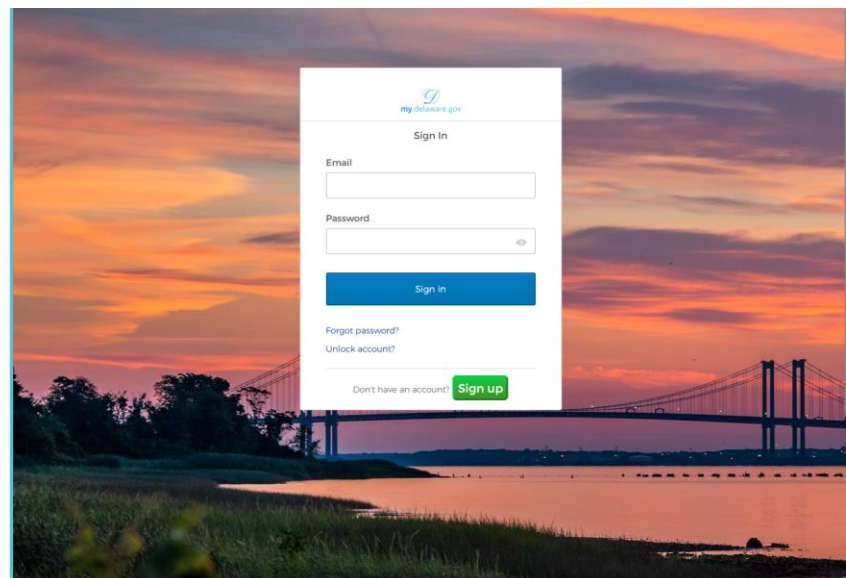 D
my.delaware.gov
Sign In
Email
Password
Sign in
Forgot password?
Unlock account?
Don't have an account? Sign up